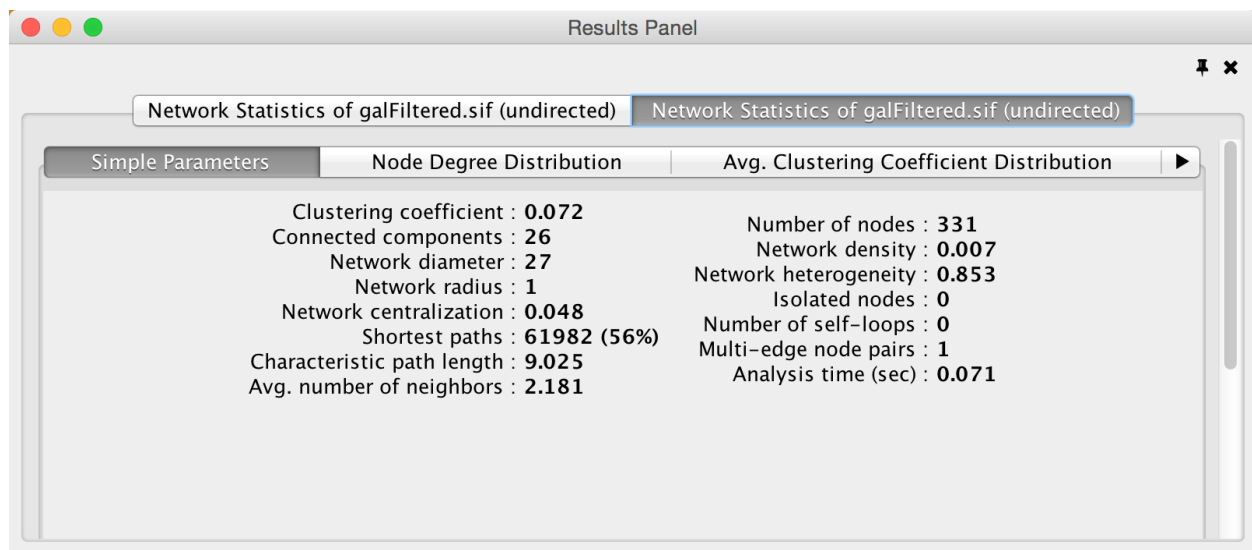 Results Panel
Network Statistics of galFiltered.sif (undirected)
Network Statistics of galFiltered.sif (undirected)
Simple Parameters
Node Degree Distribution
Avg. Clustering Coefficient Distribution
Clustering coefficient : 0.072
Connected components : 26
Network diameter : 27
Network radius : 1
Network centralization : 0.048
Shortest paths : 61982 (56%)
Characteristic path length : 9.025
Avg. number of neighbors : 2.181
Number of nodes : 331
Network density : 0.007
Network heterogeneity : 0.853
Isolated nodes : 0
Number of self-loops : 0
Multi-edge node pairs : 1
Analysis time (sec) : 0.071